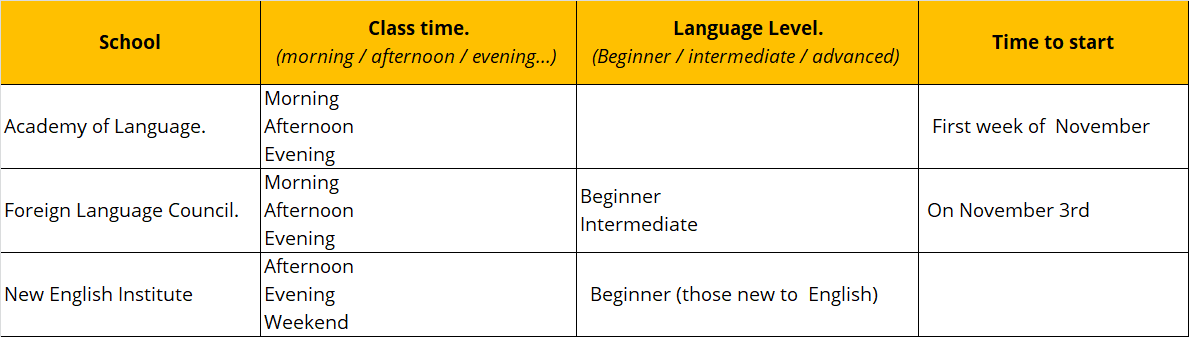 School
Class time.
(morning / afternoon / evening...)
Language Level.
(Beginner / intermediate / advanced)
Time to start
Academy of Language.
Morning
Afternoon
Evening
First week of  November
Foreign Language Council.
Morning
Afternoon
Evening
Beginner
Intermediate
On November 3rd
New English Institute
Afternoon
Evening
Weekend
Beginner (those new to  English)